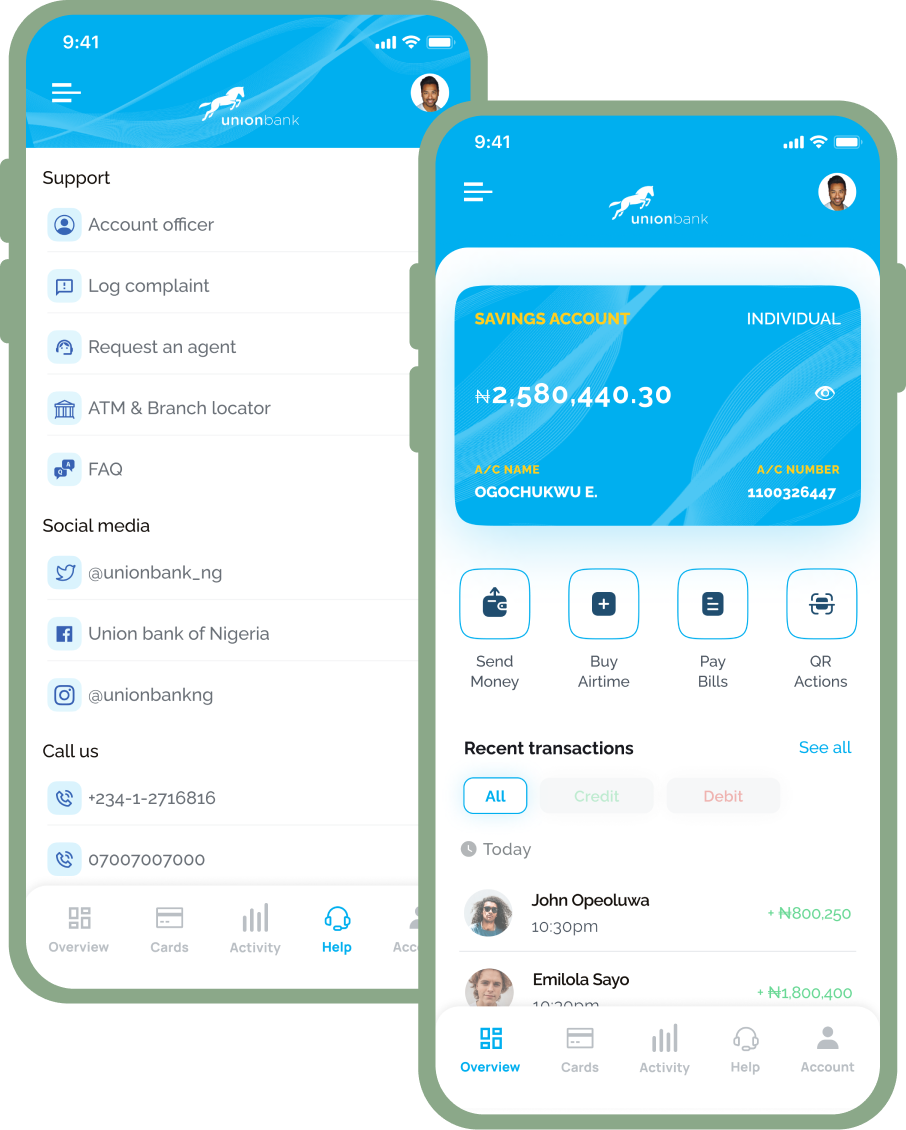 9:41
unionbank
Support
Account officer
Log complaint
Request an agent
ATM & Branch locator
Q A
FAQ
Social media
@unionbank_ng
Union bank of Nigeria
@unionbankng
Call us
+234-1-2716816
07007007000
Overview Cards Activity Help Acc
9:41
unionbank
SAVINGS ACCOUNT INDIVIDUAL
₦2,580,440.30
A/C NAME A/C NUMBER
OGOCHUKWU E. 1100326447
Send Buy Pay QR
Money Airtime Bills Actions
Recent transactions See all
All Credit Debit
Today
John Opeoluwa
+ ₦800,250
10:30pm
Emilola Sayo
+ ₦1,800,400
10:30pm
Overview Cards Activity Help Account